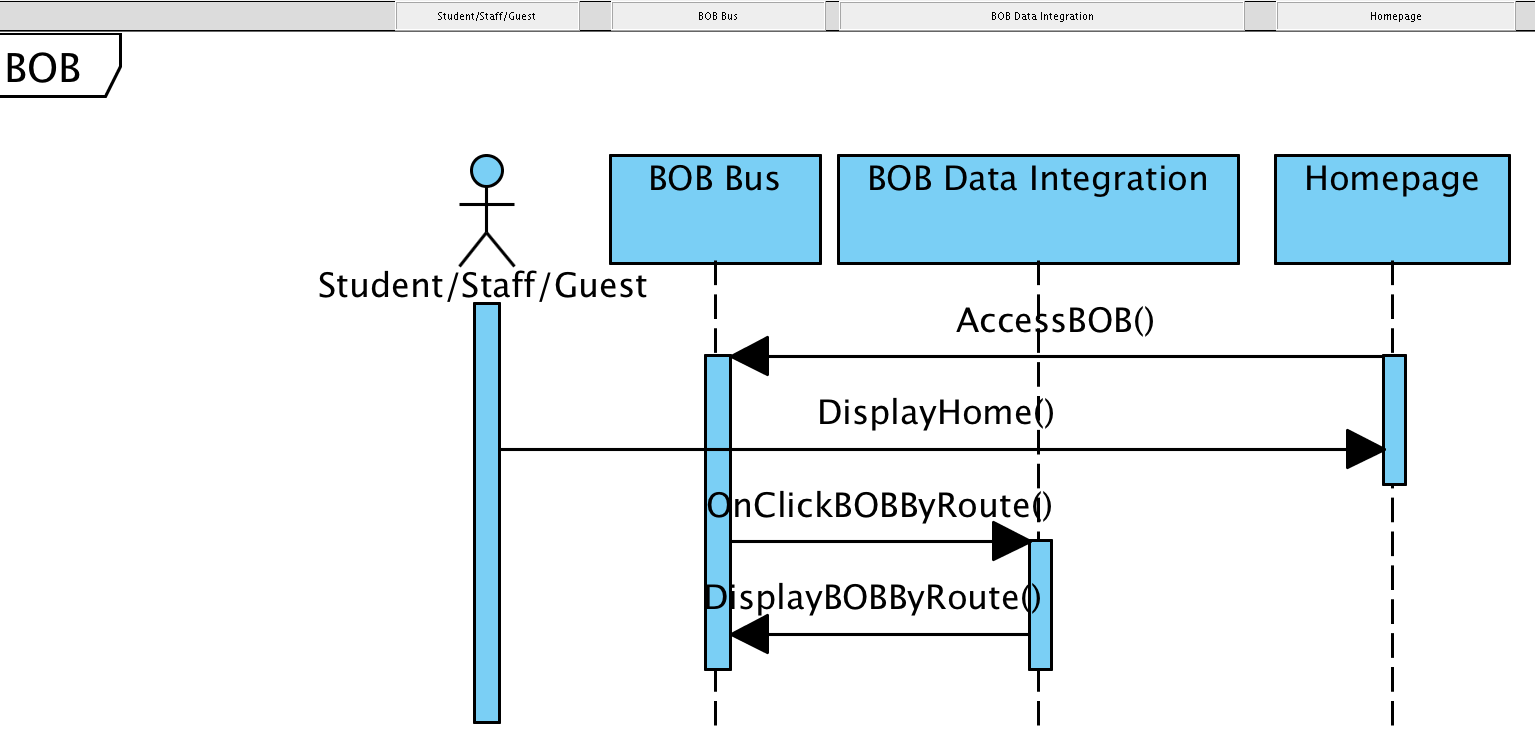 Student/Staff/Guest
BOB Bus
BOB Data Integration
Homepage
BOB
BOB Bus
BOB Data Integration
Homepage
Student/Staff/Guest
AccessBOB()
DisplayHome()
OnClickBOBByRoute()
DisplayBOBByRoute()